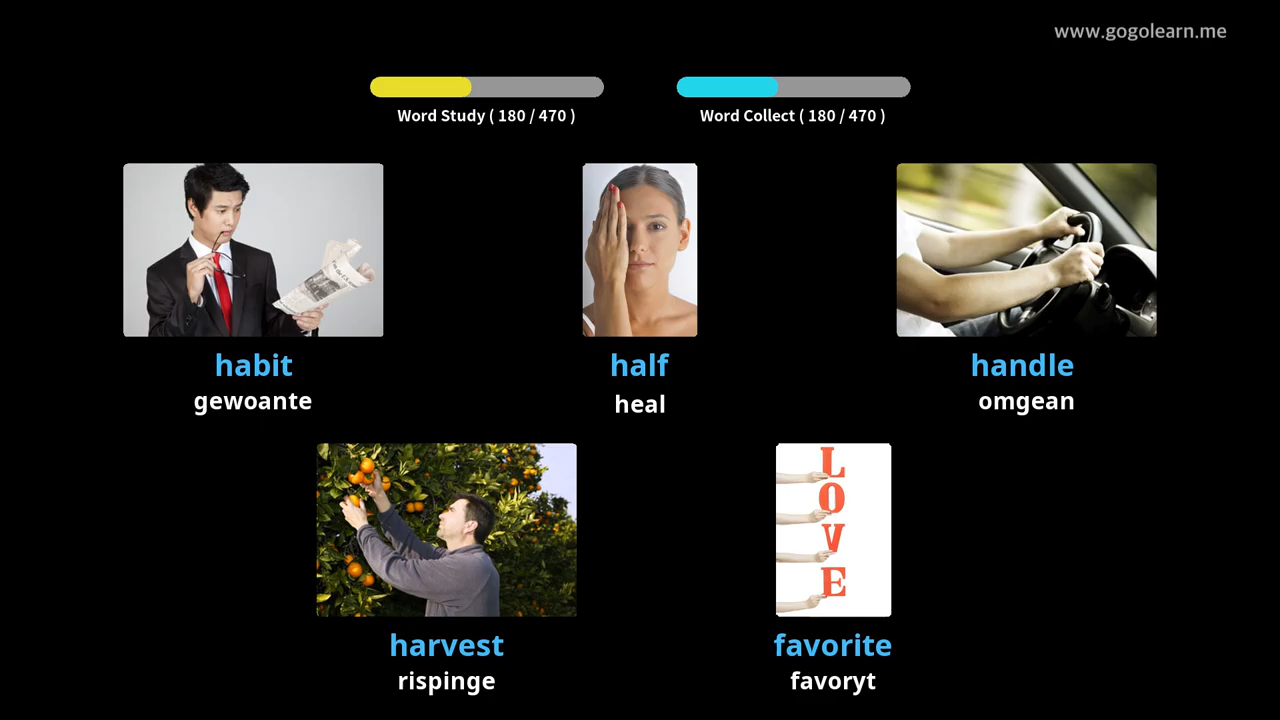 www.gogolearn.me
Word Study ( 180 / 470 )
Word Collect ( 180 / 470 )
habit
gewoante
half
heal
handle
omgean
LOVE
harvest
rispinge
favorite
favoryt